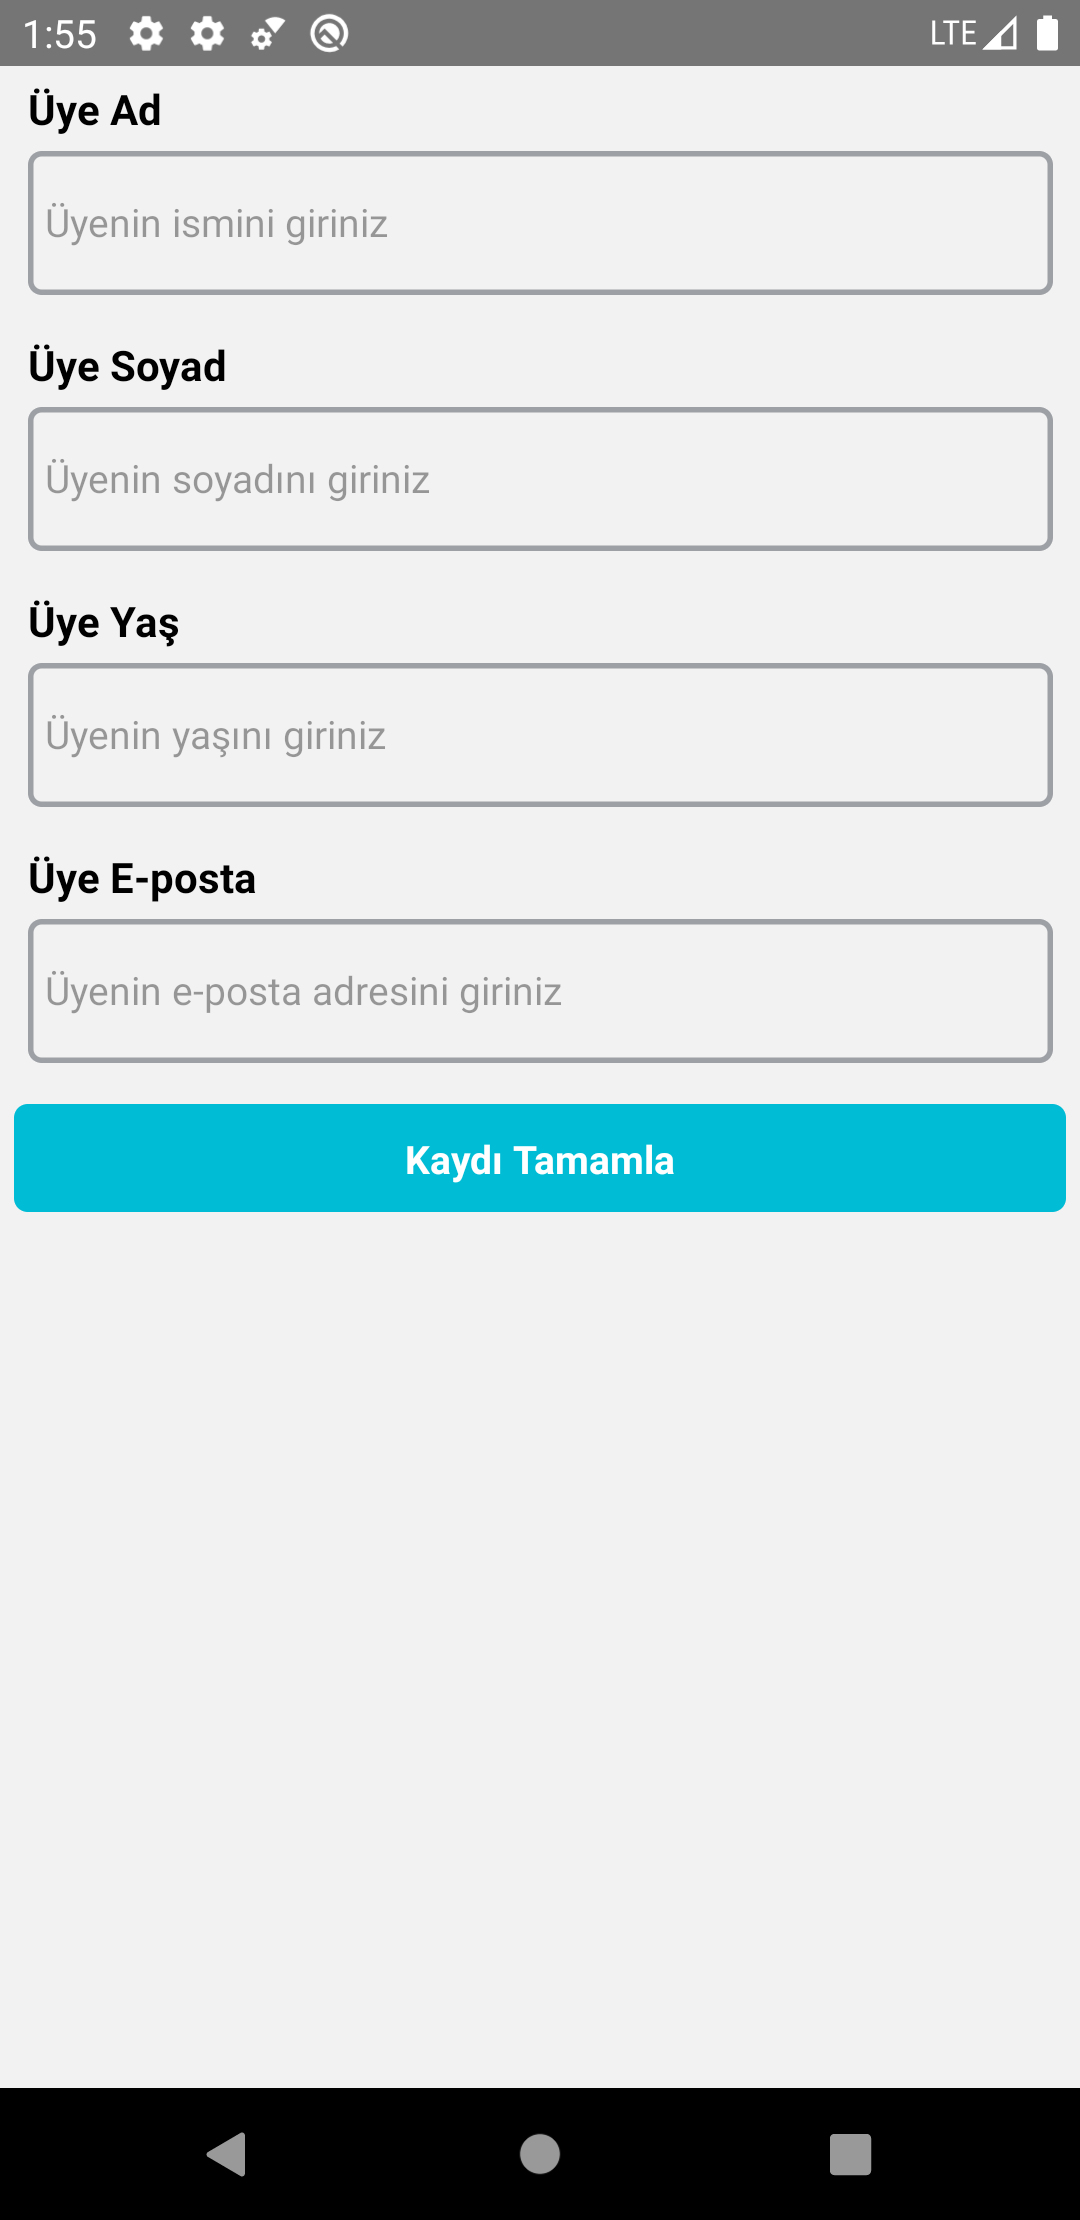 1:55 LTE
Üye Ad
Üyenin ismini giriniz
Üye Soyad
Üyenin soyadını giriniz
Üye Yaş
Üyenin yaşını giriniz
Üye E-posta
Üyenin e-posta adresini giriniz
Kaydı Tamamla